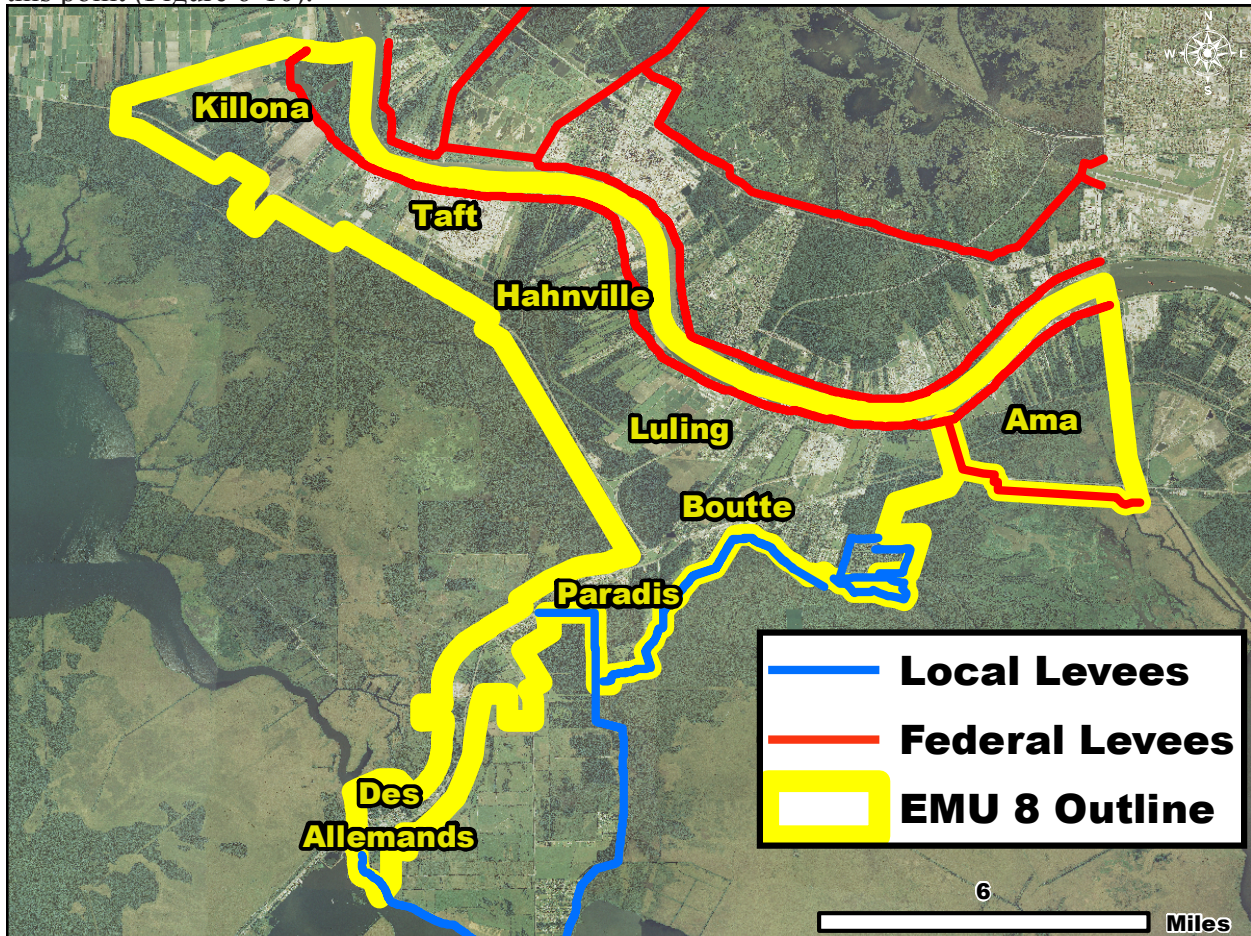 N
W E
S
Killona
Taft
Hahnville
Ama
Luling
Boutte
Paradis
Des
Allemands
Local Levees
Federal Levees
EMU 8 Outline
6
Miles